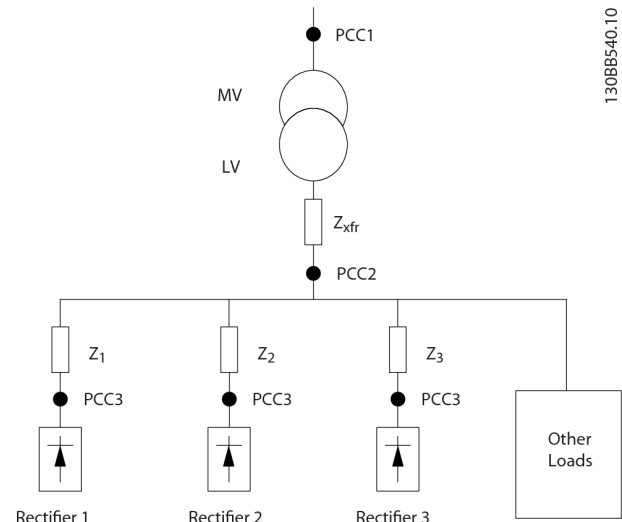 130BB540.10
PCC1
MV
LV
Zxfr
PCC2
Z1
Z2
Z3
PCC3
PCC3
PCC3
Other
Loads
Rectifier 1
Rectifier 2
Rectifier 3